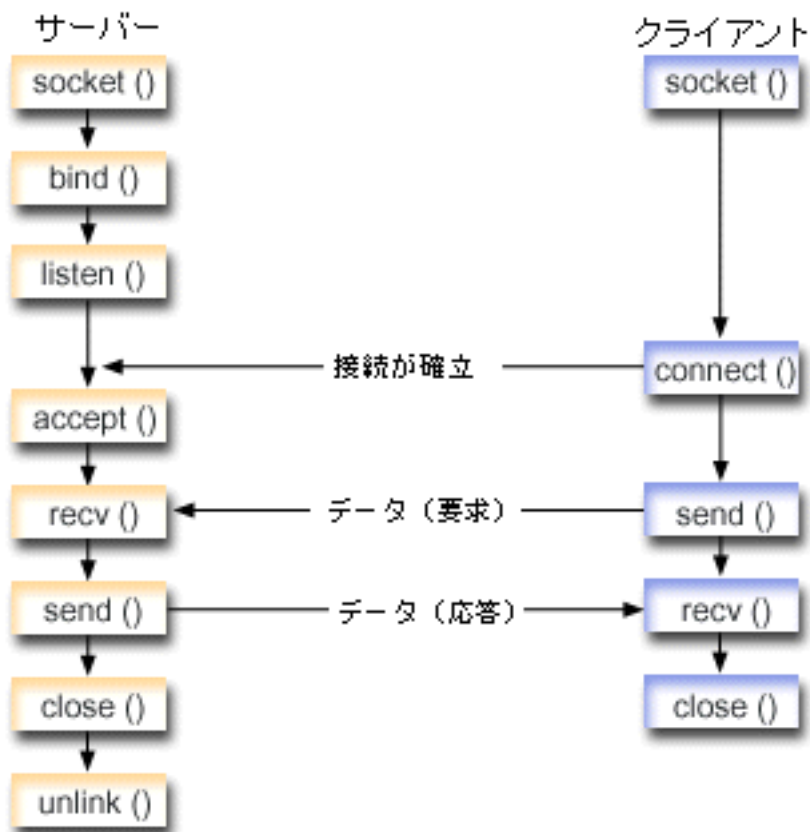 サーバー
クライアント
socket ()
socket ()
bind ()
listen ()
接続が確立
connect ()
accept ()
recv ()
データ（要求）
send ()
send ()
データ（応答）
recv ()
close ()
close ()
unlink ()